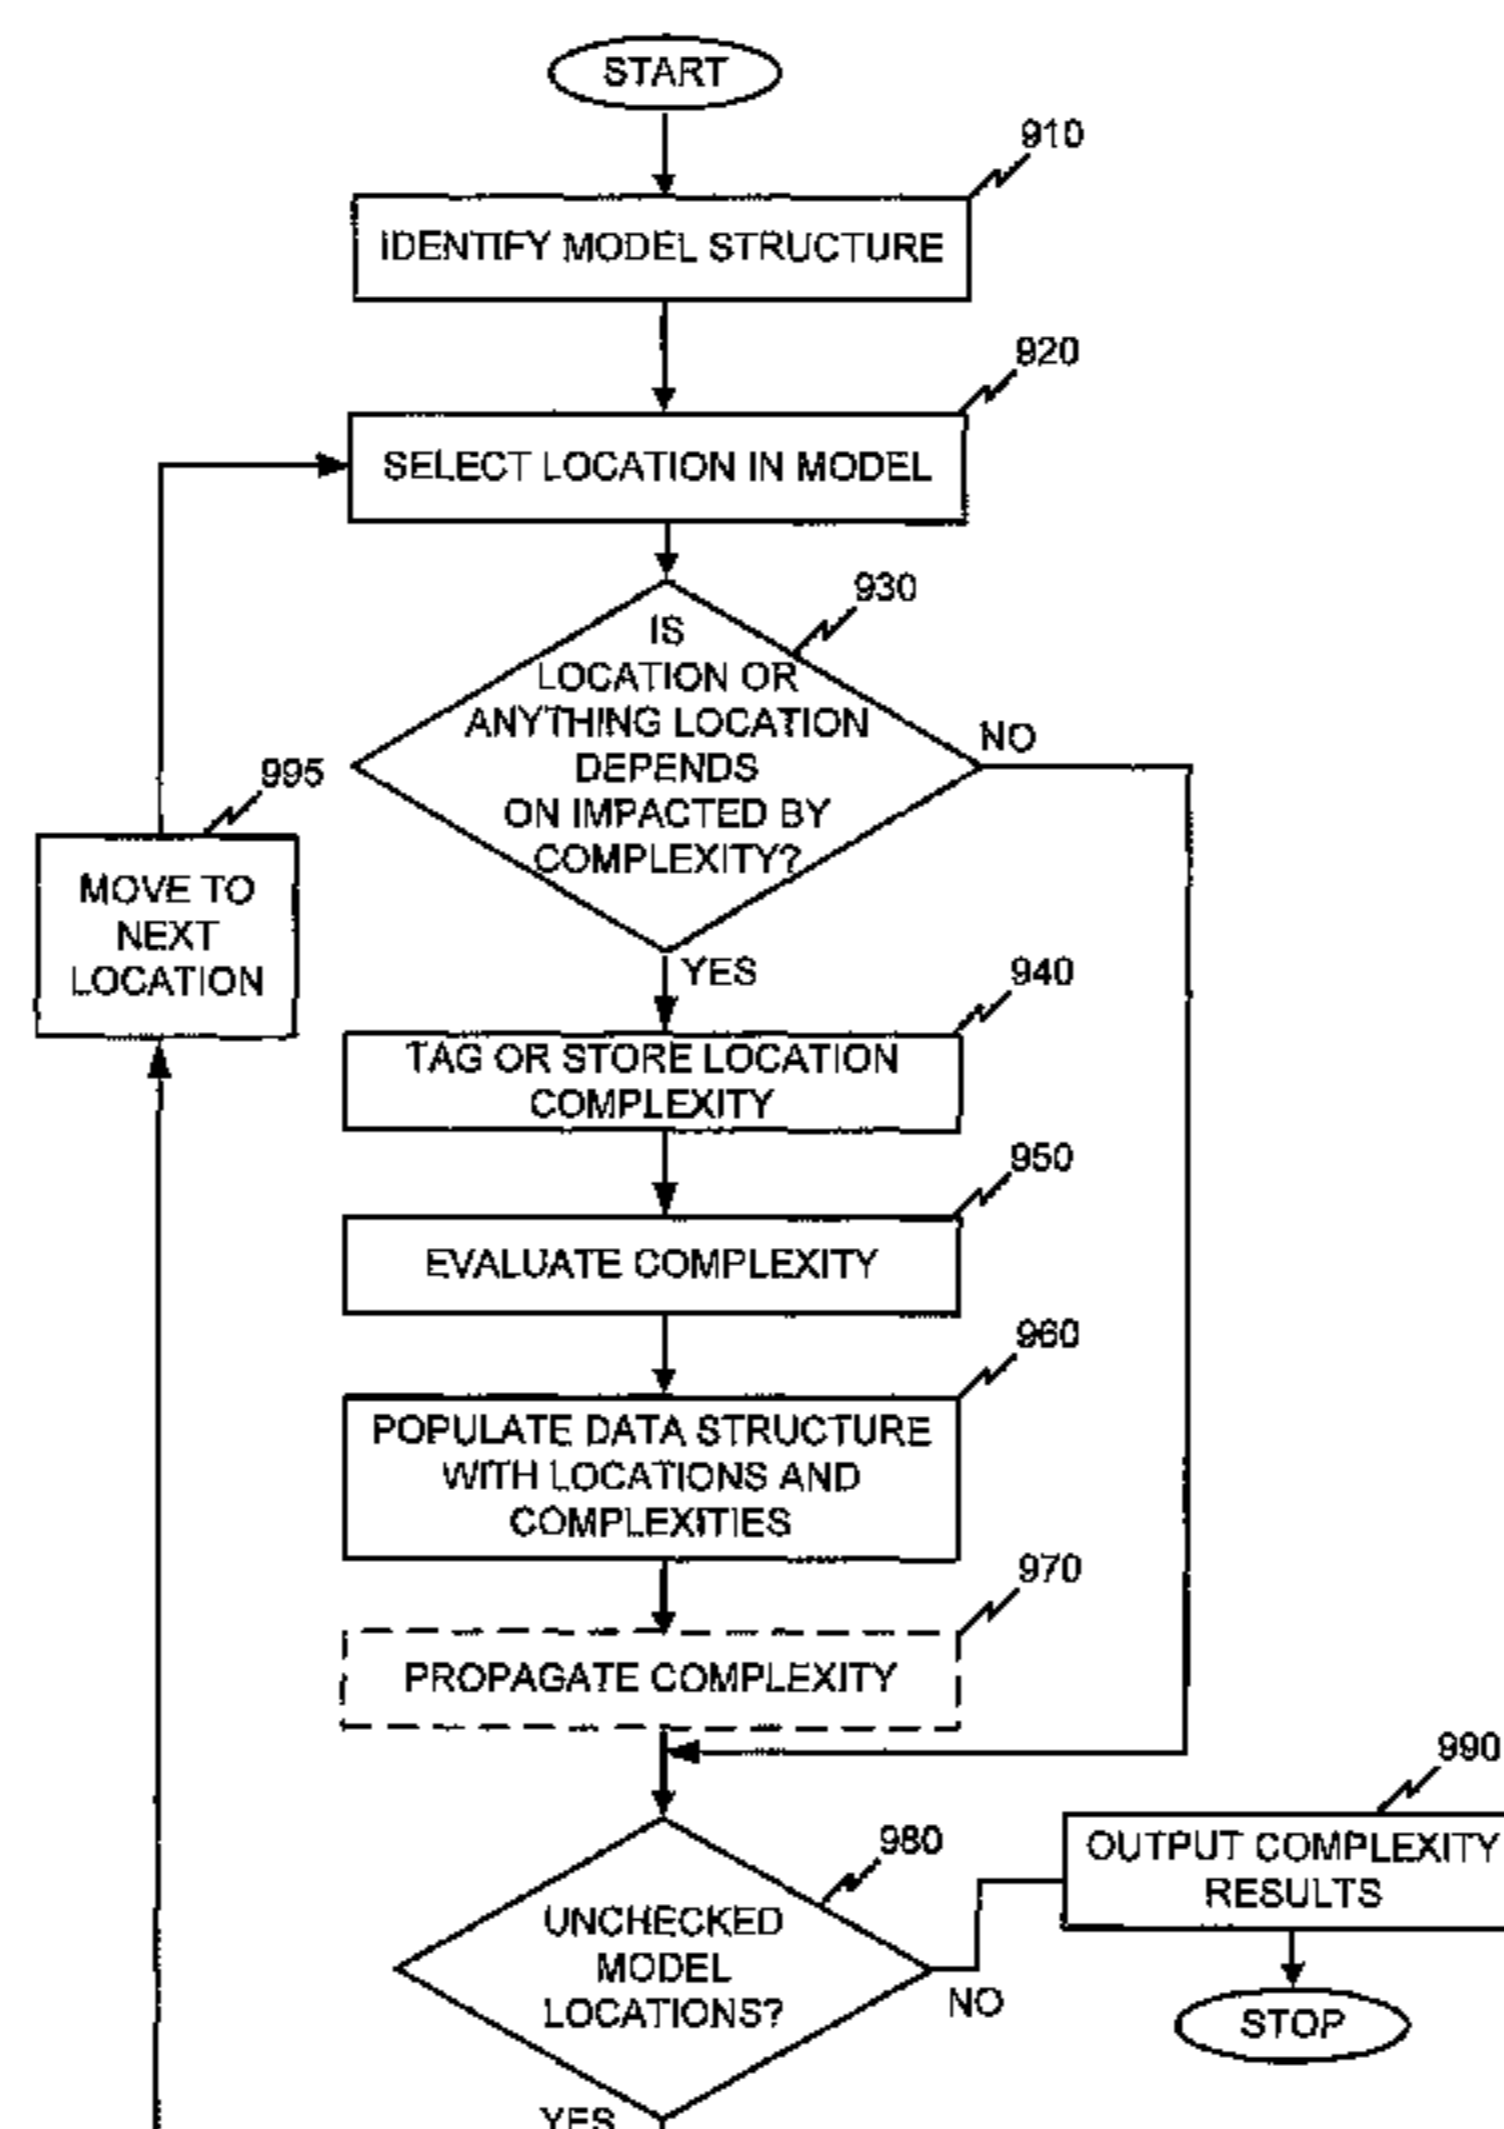 START
910
IDENTIFY MODEL STRUCTURE
920
SELECT LOCATION IN MODEL
930
IS
LOCATION OR
ANYTHING LOCATION
DEPENDS
ON IMPACTED BY
COMPLEXITY?
NO
995
MOVE TO
NEXT
LOCATION
YES
940
TAG OR STORE LOCATION
COMPLEXITY
950
EVALUATE COMPLEXITY
960
POPULATE DATA STRUCTURE
WITH LOCATIONS AND
COMPLEXITIES
970
PROPAGATE COMPLEXITY
990
OUTPUT COMPLEXITY
RESULTS
980
UNCHECKED
MODEL
LOCATIONS?
NO
STOP
YES